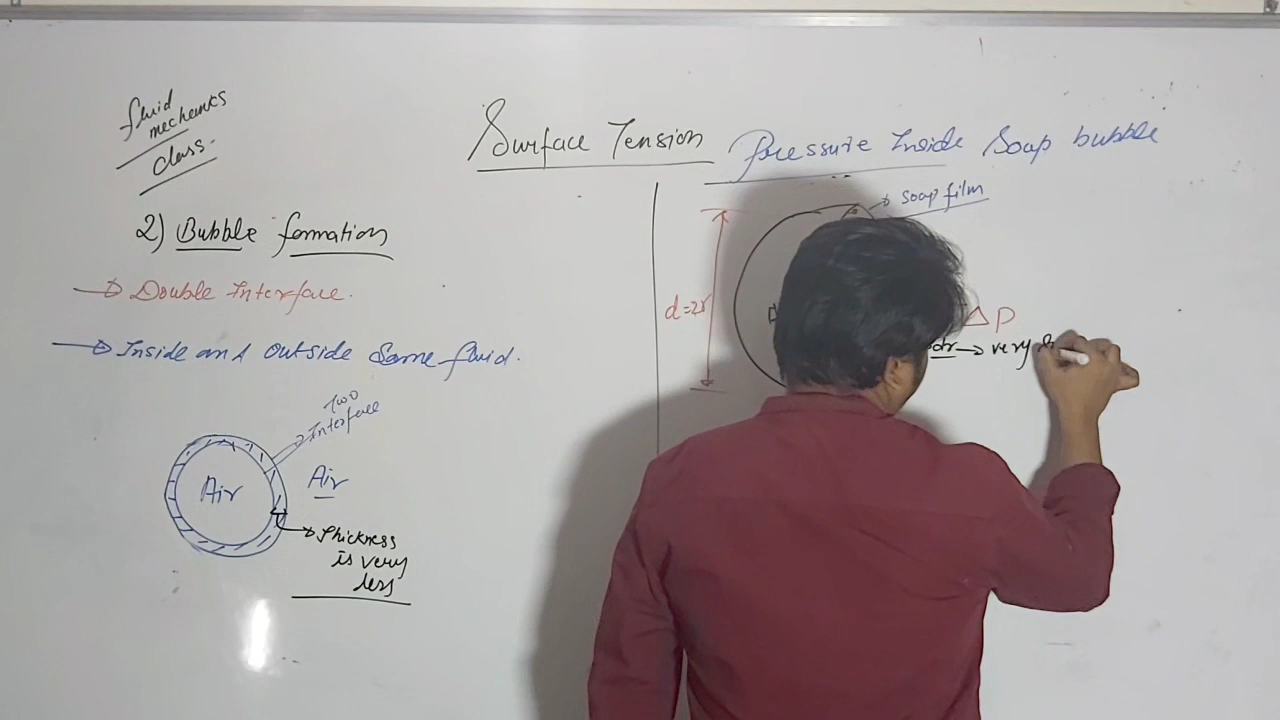 fluid
mechanics
class.
Surface Tension
Pressure Inside Soap bubble
2) Bubble formation
Double Interface.
Inside and outside same fluid.
Two
Interface
Air
Air
Thickness
is very
less
soap film
d=2r
ΔP
dr → very